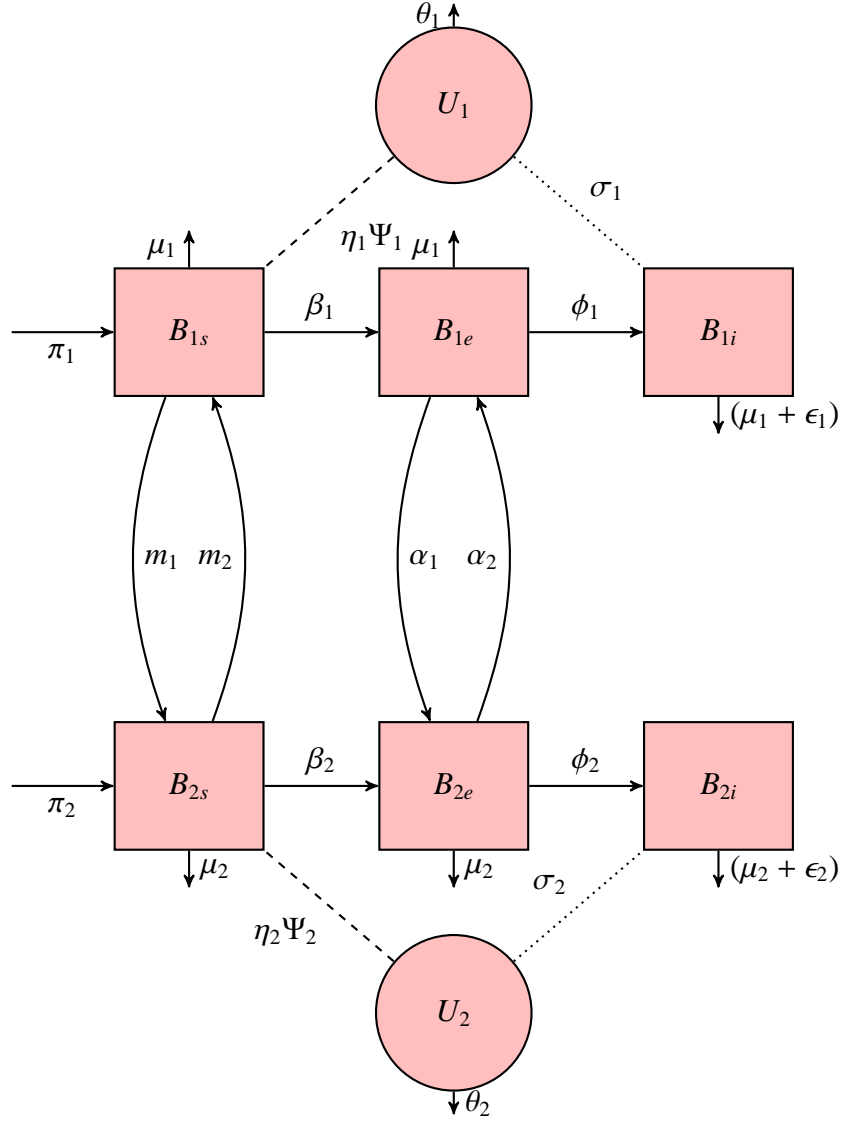 θ₁
U₁
σ₁
η₁Ψ₁
μ₁
μ₁
π₁
B₁ₛ
β₁
B₁ₑ
ϕ₁
B₁ᵢ
(μ₁ + ϵ₁)
m₁
m₂
α₁
α₂
π₂
B₂ₛ
β₂
B₂ₑ
ϕ₂
B₂ᵢ
μ₂
μ₂
(μ₂ + ϵ₂)
σ₂
η₂Ψ₂
U₂
θ₂